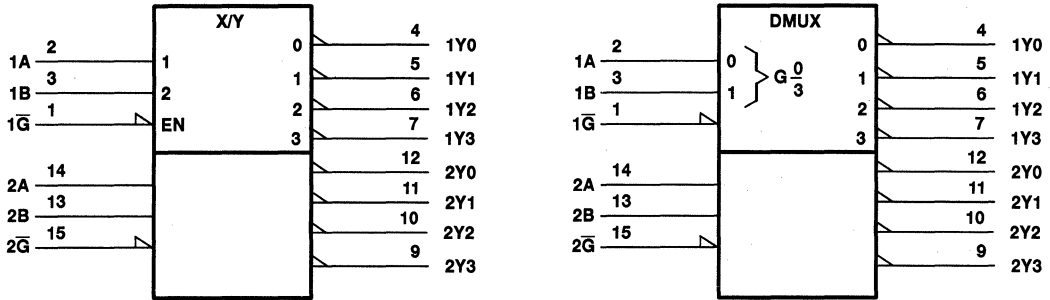 X/Y
1A 2 1
1B 3 2
1G̅ 1 EN
0 4 1Y0
1 5 1Y1
2 6 1Y2
3 7 1Y3
2A 14
2B 13
2G̅ 15
12 2Y0
11 2Y1
10 2Y2
9 2Y3
DMUX
1A 2 0
1B 3 1
1G̅ 1
} G 0/3
0 4 1Y0
1 5 1Y1
2 6 1Y2
3 7 1Y3
2A 14
2B 13
2G̅ 15
12 2Y0
11 2Y1
10 2Y2
9 2Y3